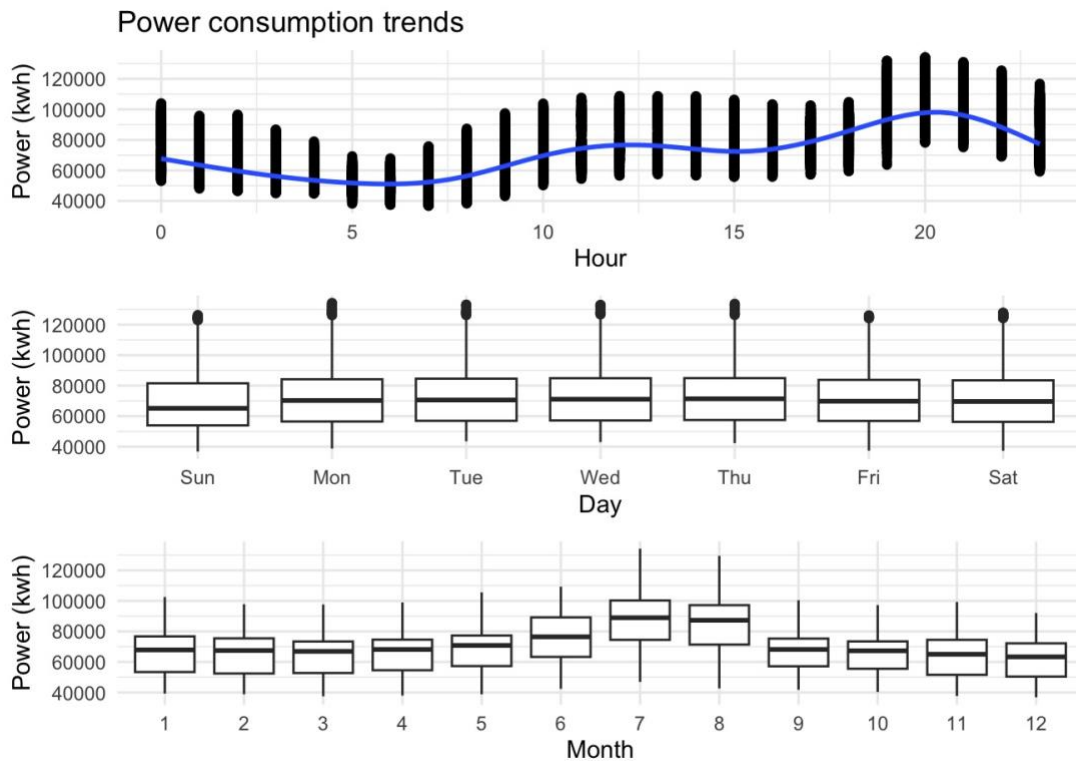 Power consumption trends
Power (kwh)
120000
100000
80000
60000
40000
0 5 10 15 20
Hour
Power (kwh)
120000
100000
80000
60000
40000
Sun Mon Tue Wed Thu Fri Sat
Day
Power (kwh)
120000
100000
80000
60000
40000
1 2 3 4 5 6 7 8 9 10 11 12
Month